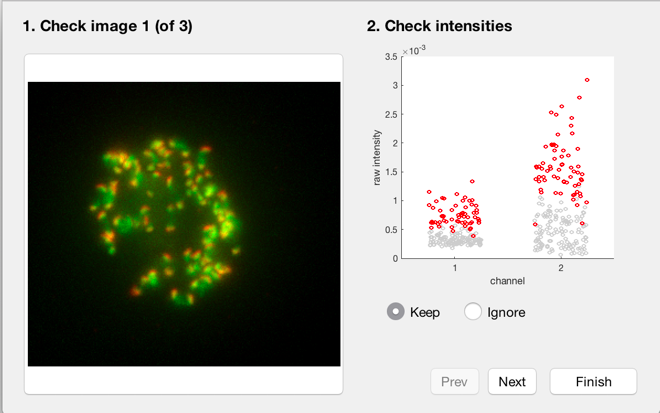 1. Check image 1 (of 3)
2. Check intensities
×10⁻³
3.5
3
2.5
2
1.5
1
0.5
0
raw intensity
1
2
channel
Keep
Ignore
Prev
Next
Finish